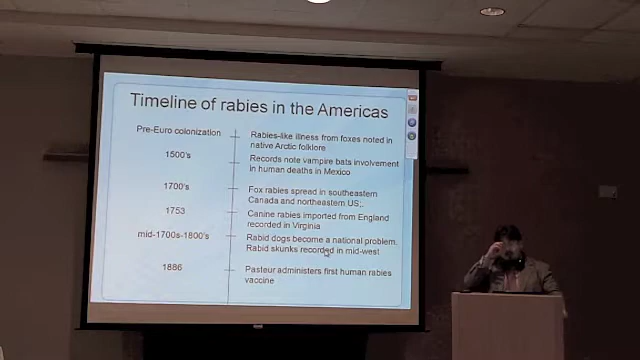 Timeline of rabies in the Americas
Pre-Euro colonization
Rabies-like illness from foxes noted in
native Arctic folklore
1500's
Records note vampire bats involvement
in human deaths in Mexico
1700's
Fox rabies spread in southeastern
Canada and northeastern US;.
1753
Canine rabies imported from England
recorded in Virginia
mid-1700s-1800's
Rabid dogs become a national problem.
Rabid skunks recorded in mid-west
1886
Pasteur administers first human rabies
vaccine